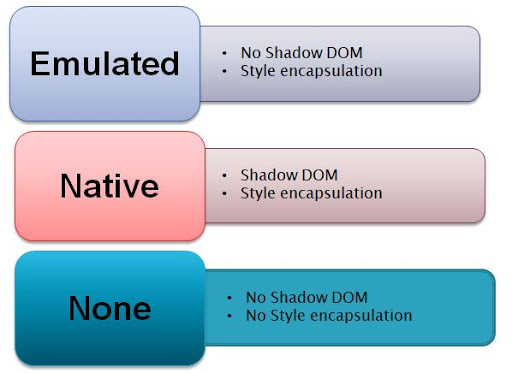 Emulated
• No Shadow DOM
• Style encapsulation
Native
• Shadow DOM
• Style encapsulation
None
• No Shadow DOM
• No Style encapsulation